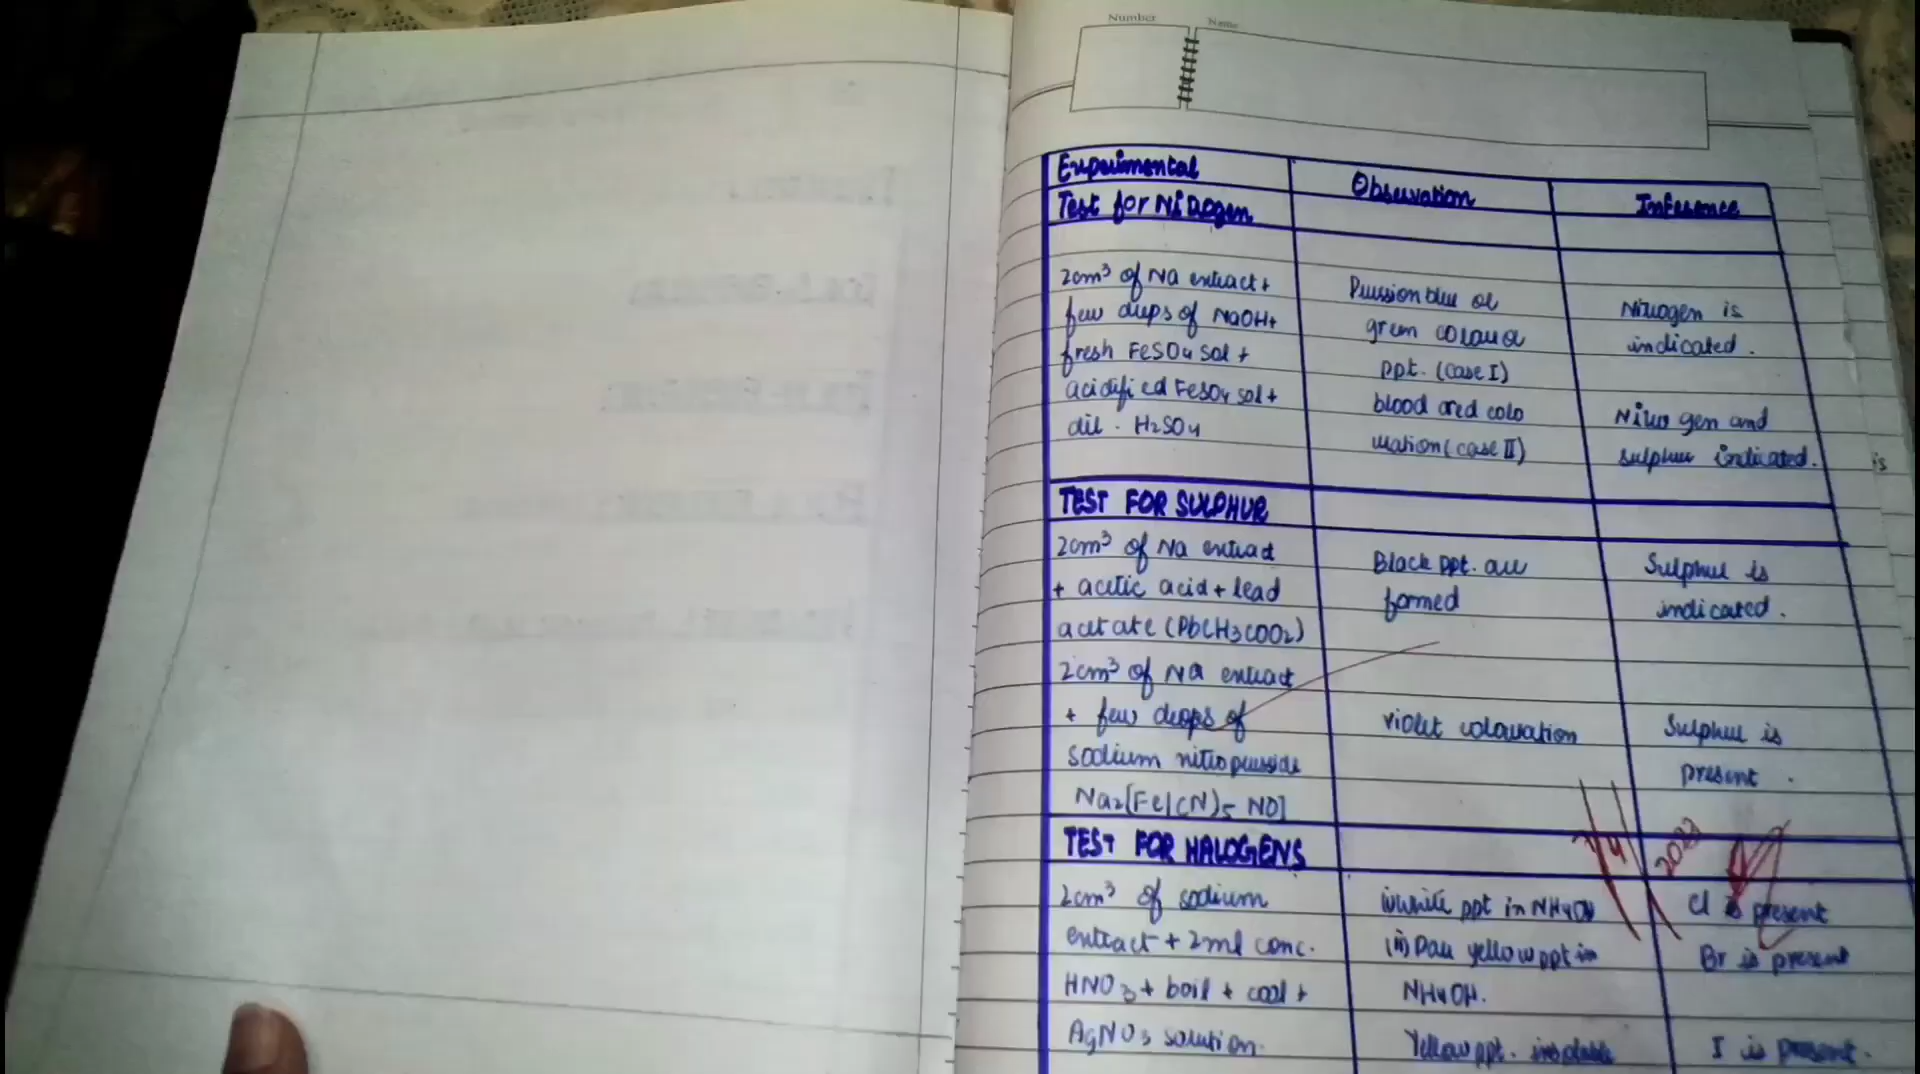 Number
Name
Experimental
Observation
Inference
Test for Nitrogen
2cm³ of Na extract +
few drops of NaOH+
fresh FeSO4 sol +
acidified FeSO4 sol +
dil. H2SO4
Prussion blue or
green colour
ppt. (case I)
blood red colo
uration (case II)
Nitrogen is
indicated.
Nitrogen and
sulphur indicated.
is
TEST FOR SULPHUR
2cm³ of Na extract
+ acetic acid + lead
acetate (PbCH3COO2)
Black ppt. are
formed
Sulphur is
indicated.
2cm³ of Na extract
+ few drops of
sodium nitroprusside
Na2[Fe(CN)5 NO]
violet colouration
Sulphur is
present.
TEST FOR HALOGENS
2cm³ of sodium
extract + 2ml conc.
HNO3 + boil + cool +
AgNO3 solution.
white ppt in NH4OH
(ii) Pale yellow ppt in
NH4OH.
Yellow ppt. insoluble
Cl is present
Br is present
I is present.